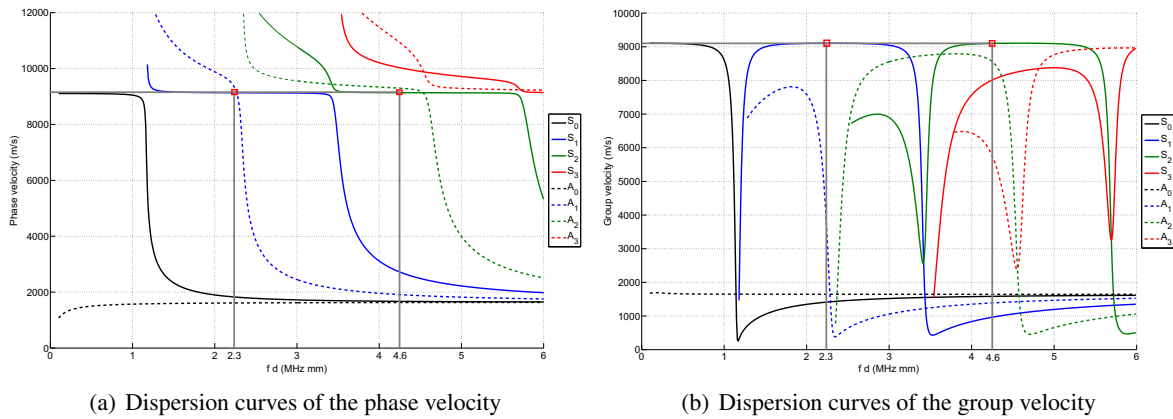 12000
10000
8000
6000
4000
2000
0
Phase velocity (m/s)
0 1 2 2.3 3 4 4.6 5 6
f d (MHz mm)
S0
S1
S2
S3
A0
A1
A2
A3
(a) Dispersion curves of the phase velocity
10000
9000
8000
7000
6000
5000
4000
3000
2000
1000
0
Group velocity (m/s)
0 1 2 2.3 3 4 4.6 5 6
f d (MHz mm)
S0
S1
S2
S3
A0
A1
A2
A3
(b) Dispersion curves of the group velocity